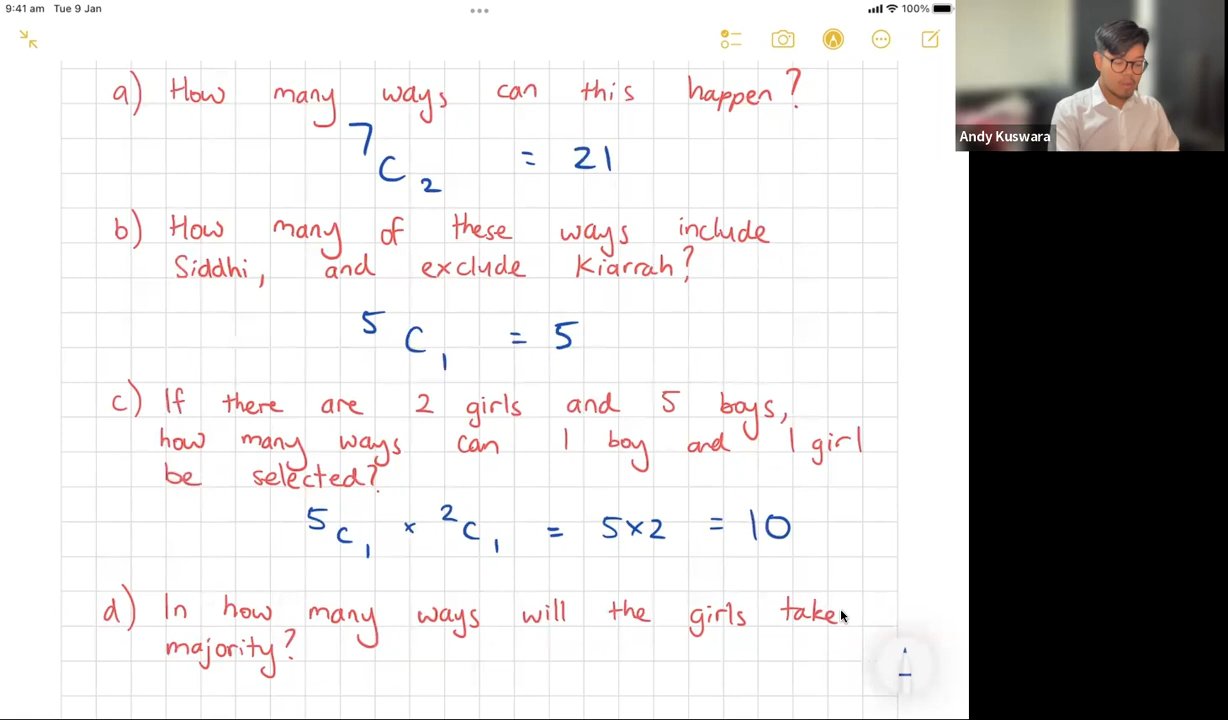 9:41 am Tue 9 Jan
100%
a) How many ways can this happen?
⁷C₂ = 21
b) How many of these ways include
Siddhi, and exclude Kiarrah?
⁵C₁ = 5
c) If there are 2 girls and 5 boys,
how many ways can 1 boy and 1 girl
be selected?
⁵C₁ × ²C₁ = 5×2 = 10
d) In how many ways will the girls take
majority?
Andy Kuswara